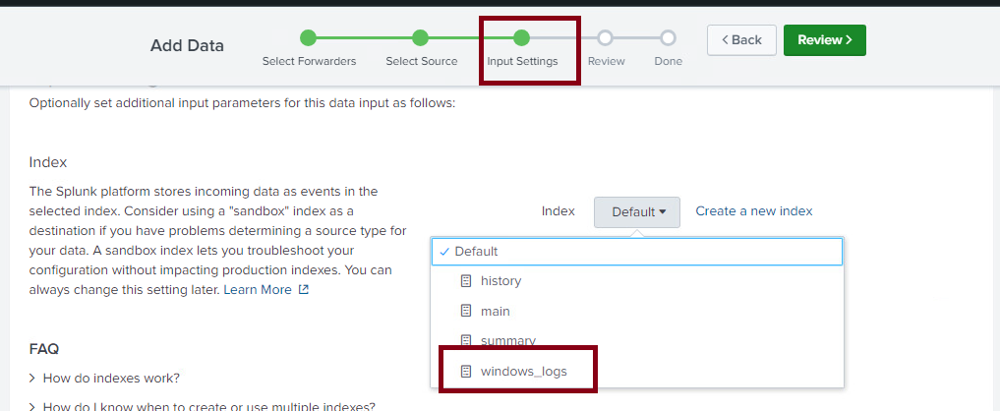 Add Data
Select Forwarders
Select Source
Input Settings
Review
Done
< Back
Review >
Optionally set additional input parameters for this data input as follows:
Index
The Splunk platform stores incoming data as events in the
selected index. Consider using a "sandbox" index as a
destination if you have problems determining a source type for
your data. A sandbox index lets you troubleshoot your
configuration without impacting production indexes. You can
always change this setting later. Learn More
Index
Default
Create a new index
Default
history
main
summary
windows_logs
FAQ
> How do indexes work?
> How do I know when to create or use multiple indexes?